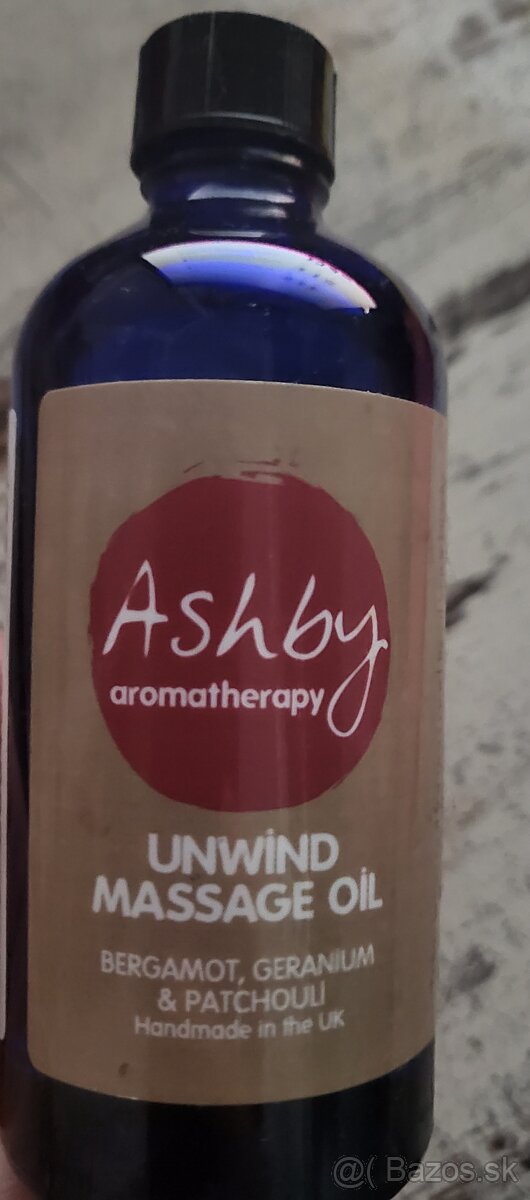 Ashby
aromatherapy
UNWiND
MASSAGE OiL
BERGAMOT, GERANiUM
& PATCHOULi
Handmade in the UK
@( Bazos.sk